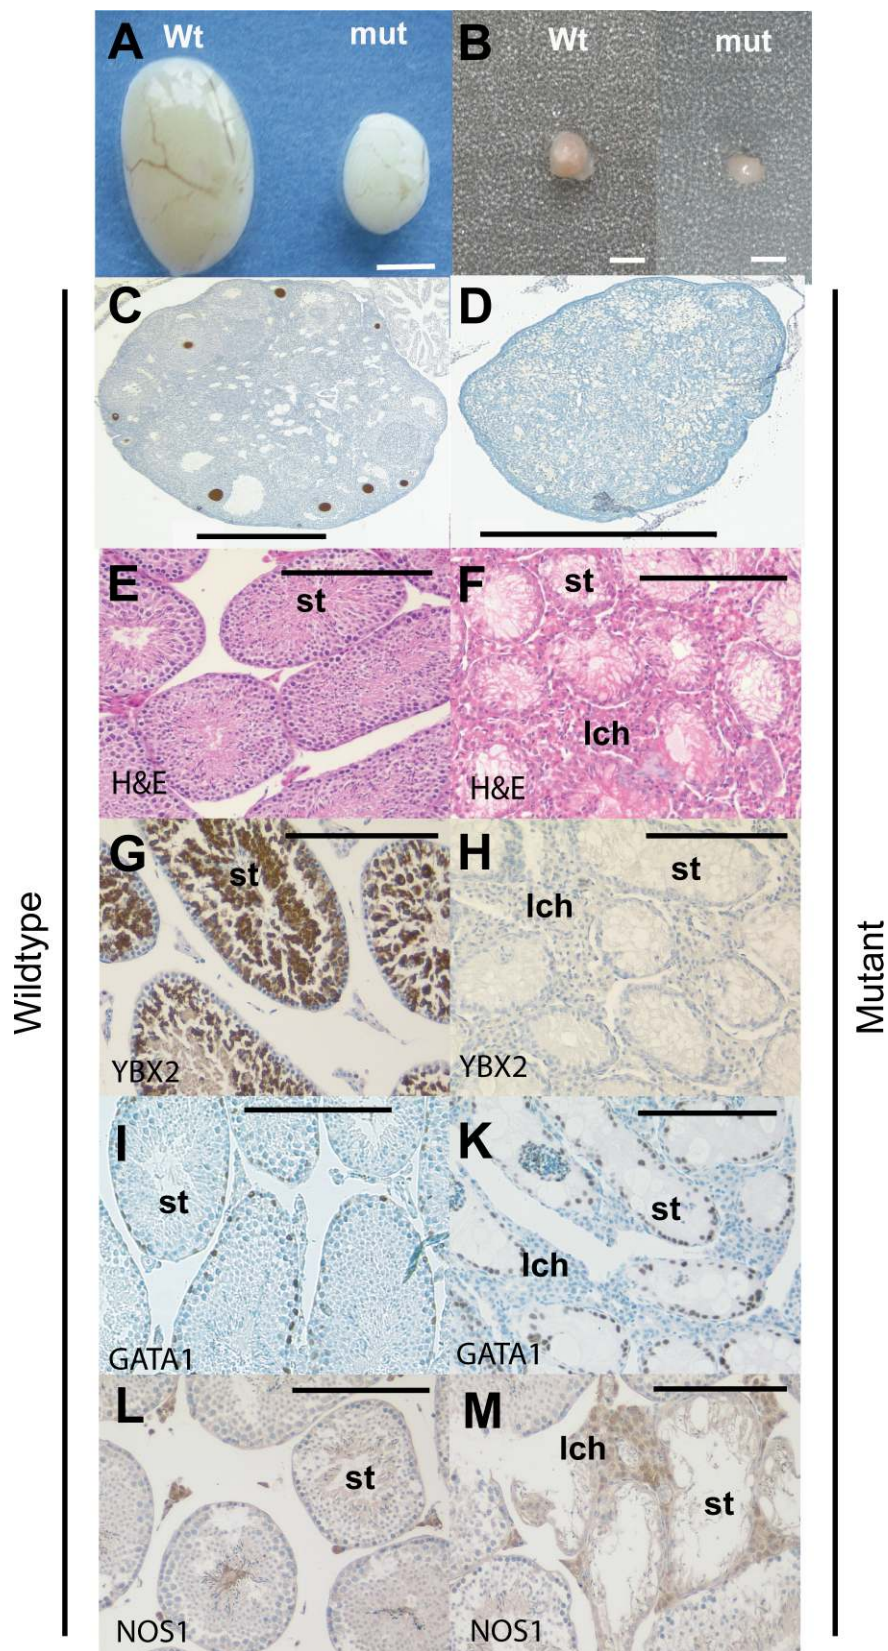 A Wt mut
B Wt mut
C
D
E st
H&E
F st
lch
H&E
G st
YBX2
H st
lch
YBX2
I
st
GATA1
K
st
lch
GATA1
L
st
NOS1
M
lch
st
NOS1
Wildtype
Mutant